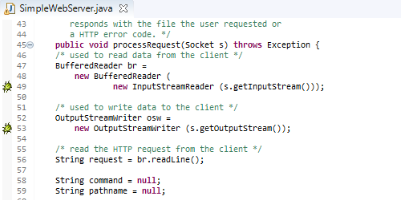 SimpleWebServer.java
43 responds with the file the user requested or
44 a HTTP error code. */
45 public void processRequest(Socket s) throws Exception {
46 /* used to read data from the client */
47 BufferedReader br =
48 new BufferedReader (
49 new InputStreamReader (s.getInputStream()));
50
51 /* used to write data to the client */
52 OutputStreamWriter osw =
53 new OutputStreamWriter (s.getOutputStream());
54
55 /* read the HTTP request from the client */
56 String request = br.readLine();
57
58 String command = null;
59 String pathname = null;